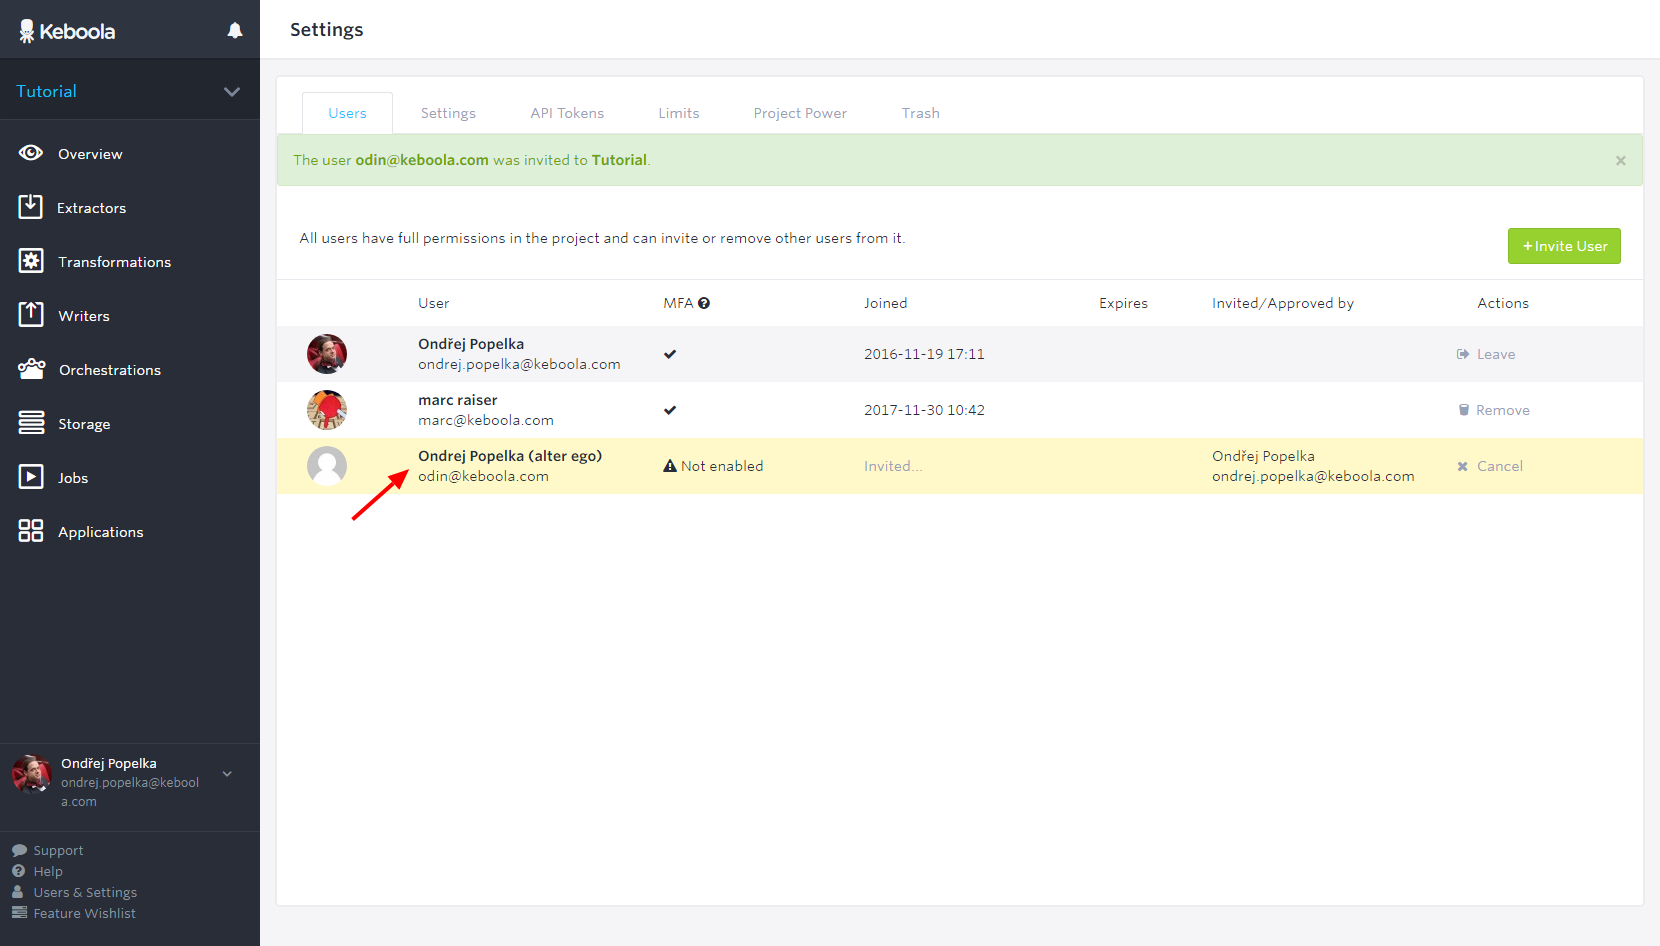 Keboola
Settings
Tutorial
Overview
Extractors
Transformations
Writers
Orchestrations
Storage
Jobs
Applications
Ondřej Popelka
ondrej.popelka@kebool
a.com
Support
Help
Users & Settings
Feature Wishlist
Users Settings API Tokens Limits Project Power Trash
The user odin@keboola.com was invited to Tutorial. ×
All users have full permissions in the project and can invite or remove other users from it.
+ Invite User
User MFA ? Joined Expires Invited/Approved by Actions
Ondřej Popelka
ondrej.popelka@keboola.com
2016-11-19 17:11
Leave
marc raiser
marc@keboola.com
2017-11-30 10:42
Remove
Ondrej Popelka (alter ego)
odin@keboola.com
Not enabled
Invited...
Ondřej Popelka
ondrej.popelka@keboola.com
Cancel